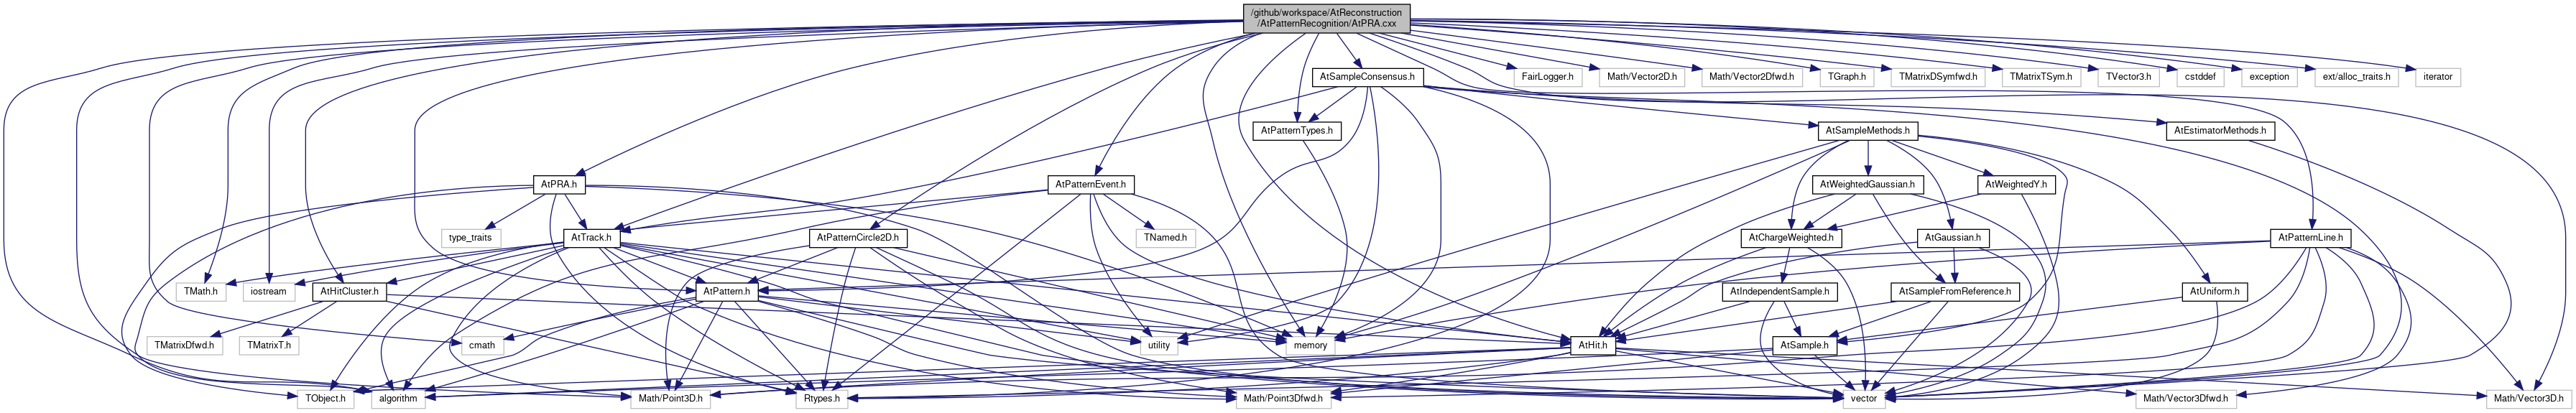 /github/workspace/AtReconstruction
/AtPatternRecognition/AtPRA.cxx
AtSampleConsensus.h
FairLogger.h
Math/Vector2D.h
Math/Vector2Dfwd.h
TGraph.h
TMatrixDSymfwd.h
TMatrixTSym.h
TVector3.h
cstddef
exception
ext/alloc_traits.h
iterator
AtPatternTypes.h
AtSampleMethods.h
AtEstimatorMethods.h
AtPRA.h
AtPatternEvent.h
AtWeightedGaussian.h
AtWeightedY.h
type_traits
AtTrack.h
AtPatternCircle2D.h
TNamed.h
AtChargeWeighted.h
AtGaussian.h
AtPatternLine.h
TMath.h
iostream
AtHitCluster.h
AtPattern.h
AtIndependentSample.h
AtSampleFromReference.h
AtUniform.h
TMatrixDfwd.h
TMatrixT.h
cmath
utility
memory
AtHit.h
AtSample.h
TObject.h
algorithm
Math/Point3D.h
Rtypes.h
Math/Point3Dfwd.h
vector
Math/Vector3Dfwd.h
Math/Vector3D.h